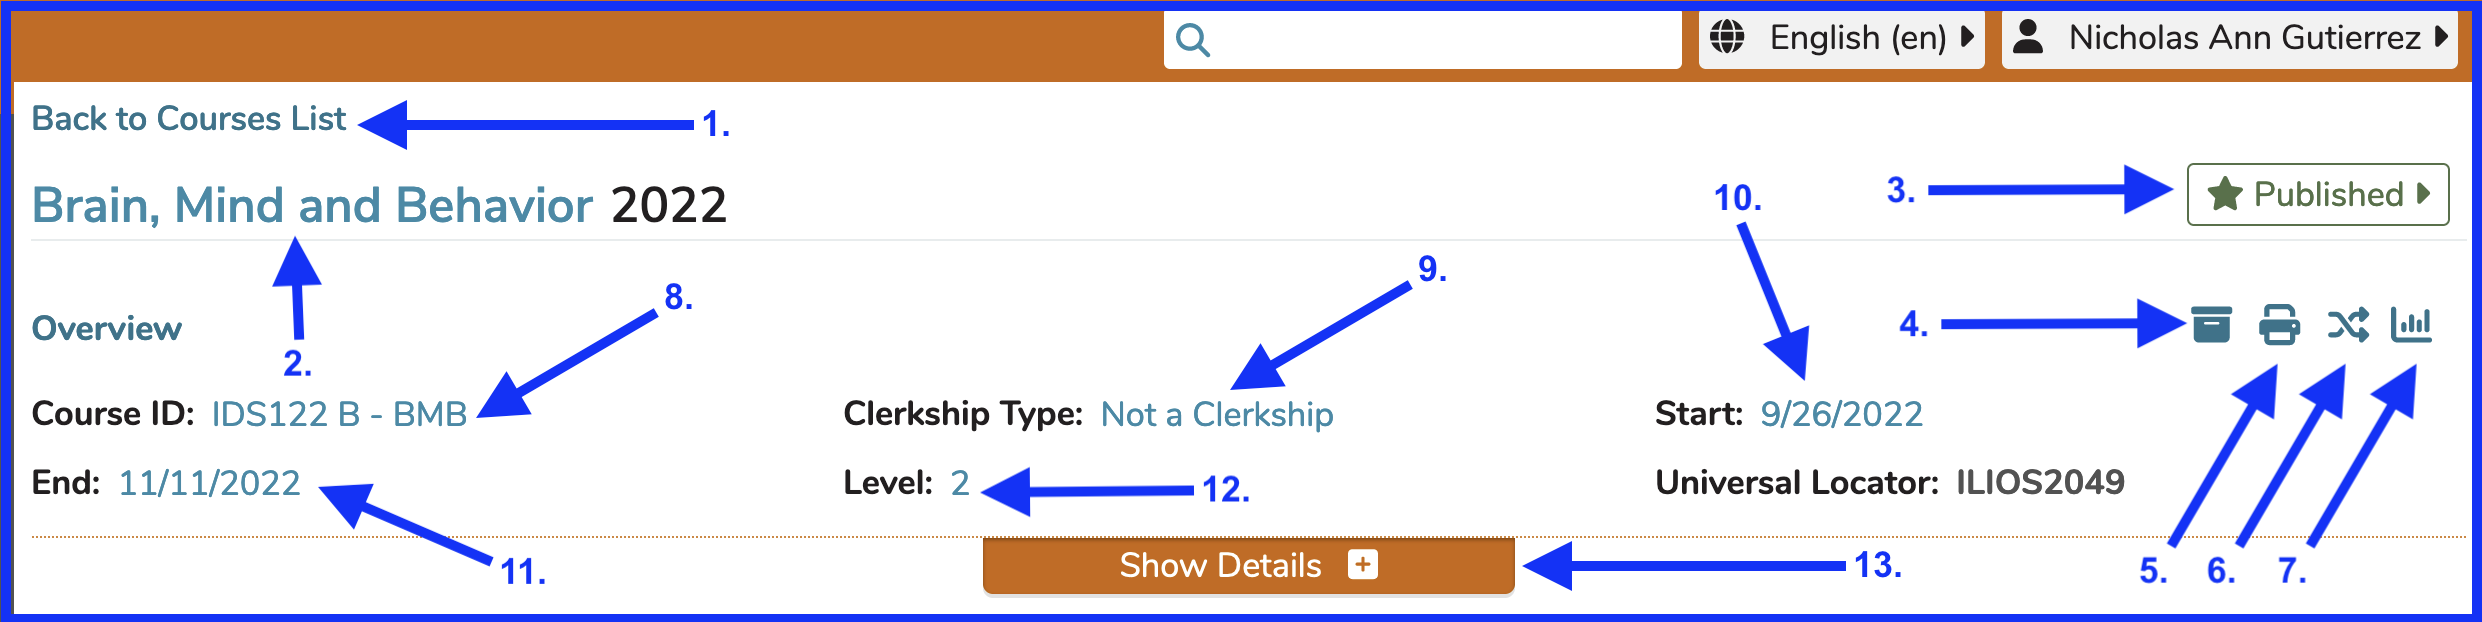 English (en) Nicholas Ann Gutierrez
Back to Courses List 1.
Brain, Mind and Behavior 2022 10. 3. Published
2. 8. 9.
Overview 4.
Course ID: IDS122 B - BMB Clerkship Type: Not a Clerkship Start: 9/26/2022
End: 11/11/2022 Level: 2 12. Universal Locator: ILIOS2049
11. Show Details 13. 5. 6. 7.